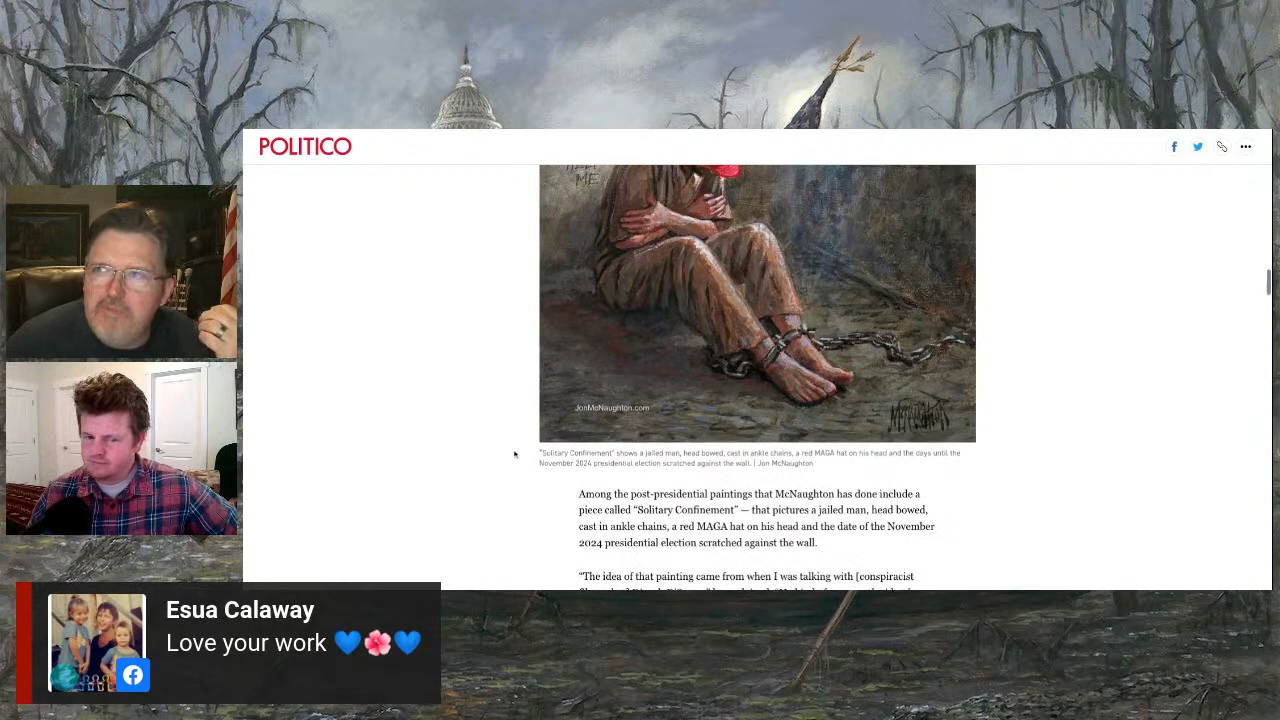 POLITICO
ME
JonMcNaughton.com
McNaughton
"Solitary Confinement" shows a jailed man, head bowed, cast in ankle chains, a red MAGA hat on his head and the days until the
November 2024 presidential election scratched against the wall. | Jon McNaughton
Among the post-presidential paintings that McNaughton has done include a
piece called “Solitary Confinement” — that pictures a jailed man, head bowed,
cast in ankle chains, a red MAGA hat on his head and the date of the November
2024 presidential election scratched against the wall.
“The idea of that painting came from when I was talking with [conspiracist
Esua Calaway
Love your work 💙🌺💙